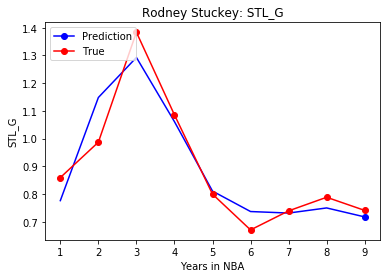 Rodney Stuckey: STL_G
Prediction
True
1.4
1.3
1.2
1.1
1.0
0.9
0.8
0.7
STL_G
1 2 3 4 5 6 7 8 9
Years in NBA